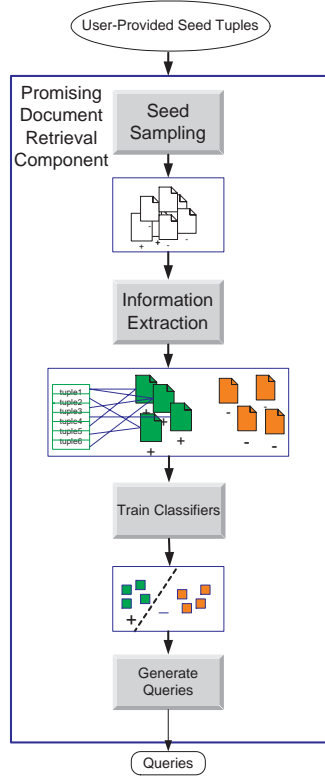 User-Provided Seed Tuples
Promising
Document
Retrieval
Component
Seed
Sampling
- - -
+ + - -
Information
Extraction
tuple1
tuple2
tuple3
tuple4
tuple5
tuple6
+ + - -
+ + - -
Train Classifiers
+ –
Generate
Queries
Queries